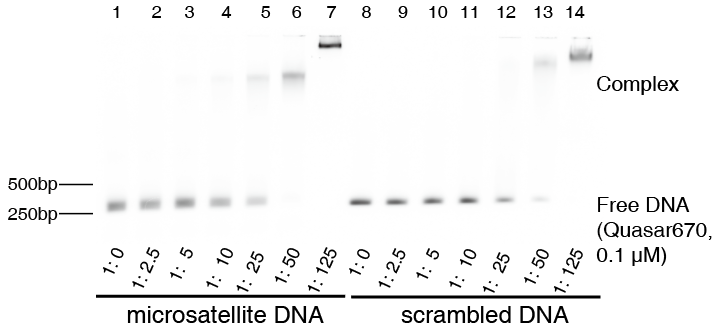 1 2 3 4 5 6 7 8 9 10 11 12 13 14
Complex
500bp
250bp
Free DNA
(Quasar670,
0.1 µM)
1: 0 1: 2.5 1: 5 1: 10 1: 25 1: 50 1: 125 1: 0 1: 2.5 1: 5 1: 10 1: 25 1: 50 1: 125
microsatellite DNA scrambled DNA